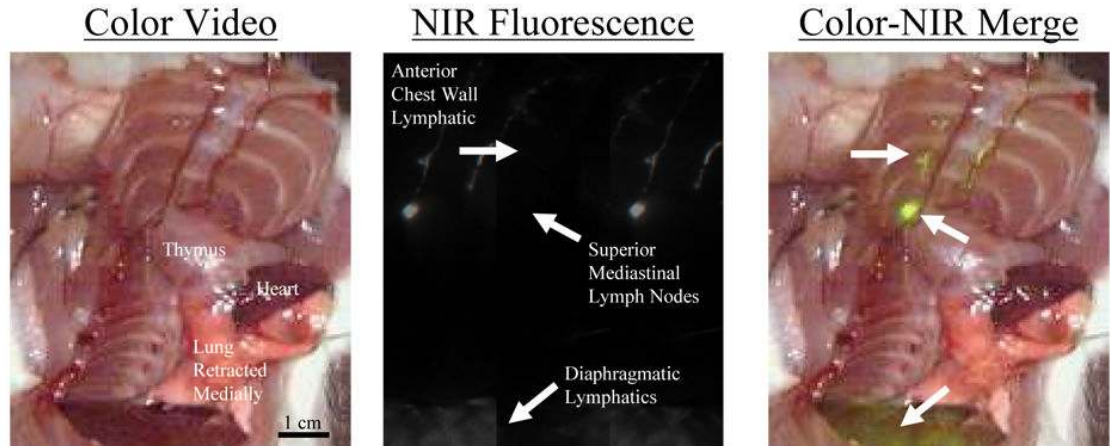 Color Video
NIR Fluorescence
Color-NIR Merge
Thymus
Heart
Lung
Retracted
Medially
1 cm
Anterior
Chest Wall
Lymphatic
Superior
Mediastinal
Lymph Nodes
Diaphragmatic
Lymphatics